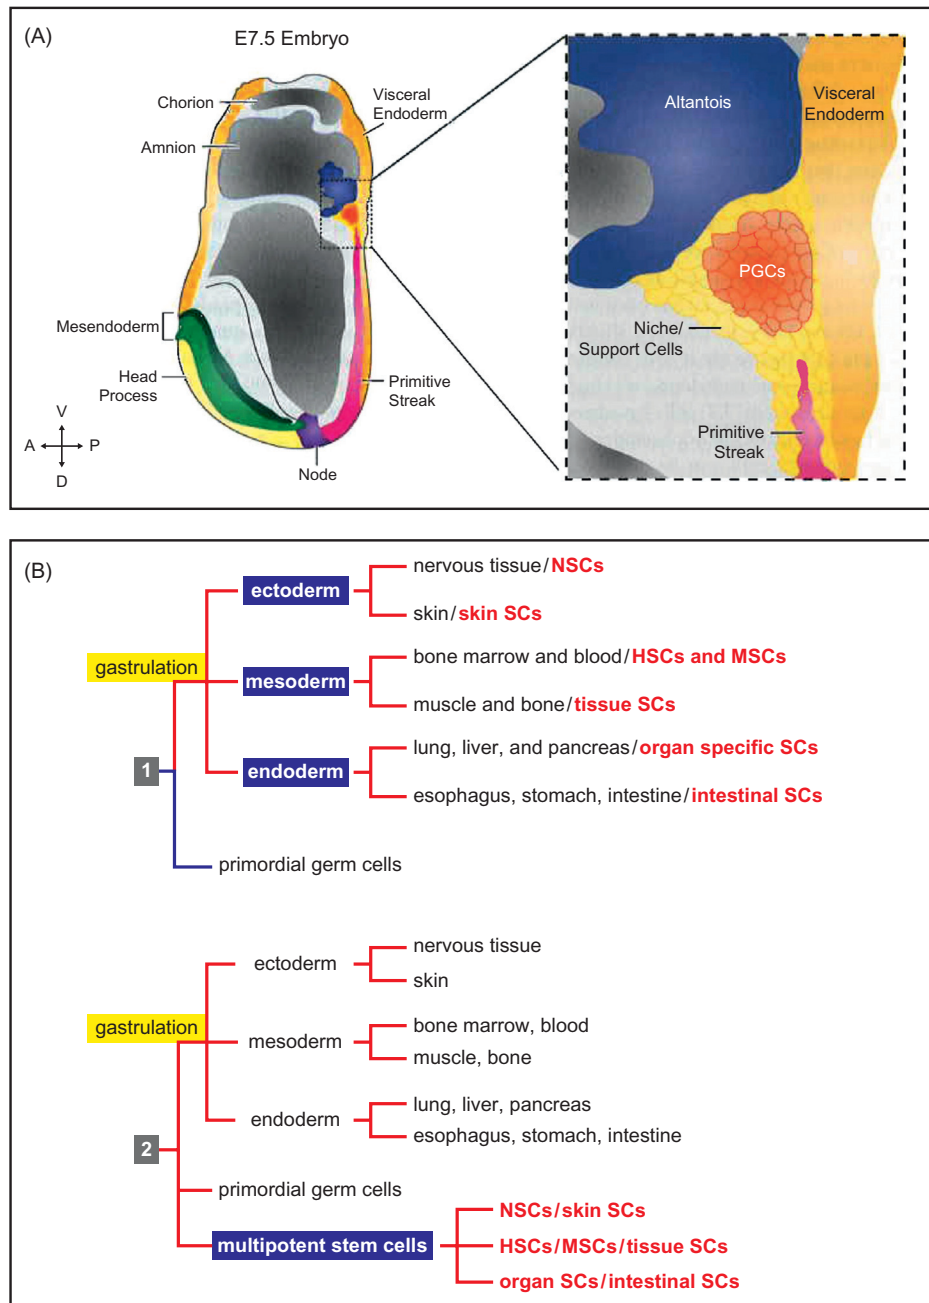 (A)
E7.5 Embryo
Chorion
Amnion
Visceral
Endoderm
Mesendoderm
Head
Process
Primitive
Streak
Node
V
A
P
D
Altantois
Visceral
Endoderm
PGCs
Niche/
Support Cells
Primitive
Streak
(B)
gastrulation
1
ectoderm
nervous tissue/NSCs
skin/skin SCs
mesoderm
bone marrow and blood/HSCs and MSCs
muscle and bone/tissue SCs
endoderm
lung, liver, and pancreas/organ specific SCs
esophagus, stomach, intestine/intestinal SCs
primordial germ cells
gastrulation
2
ectoderm
nervous tissue
skin
mesoderm
bone marrow, blood
muscle, bone
endoderm
lung, liver, pancreas
esophagus, stomach, intestine
primordial germ cells
multipotent stem cells
NSCs/skin SCs
HSCs/MSCs/tissue SCs
organ SCs/intestinal SCs